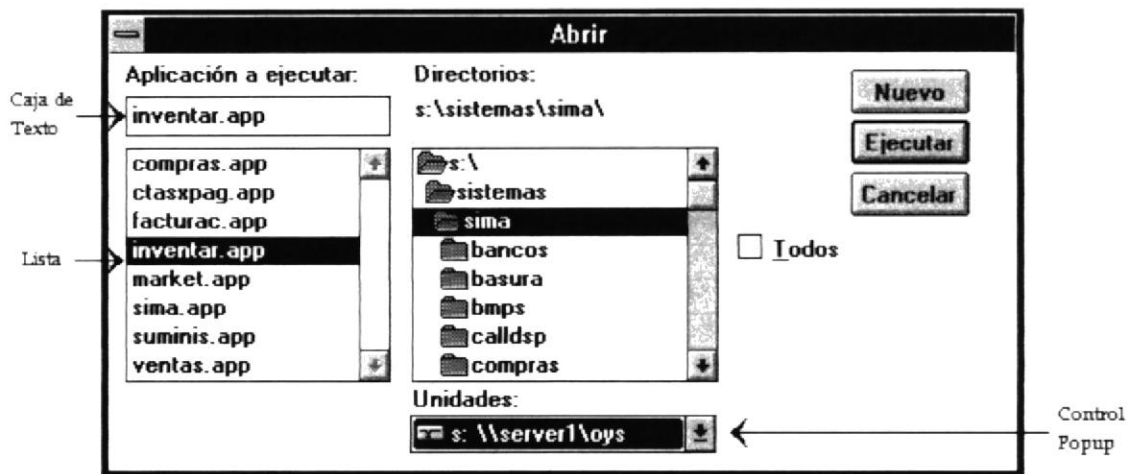 Abrir
Aplicación a ejecutar:
inventar.app
compras.app
ctasxpag.app
facturac.app
inventar.app
market.app
sima.app
suminis.app
ventas.app
Directorios:
s:\sistemas\sima\
s:\
sistemas
sima
bancos
basura
bmps
calldsp
compras
Unidades:
s: \\server1\oys
Nuevo
Ejecutar
Cancelar
Todos
Caja de
Texto
Lista
Control
Popup